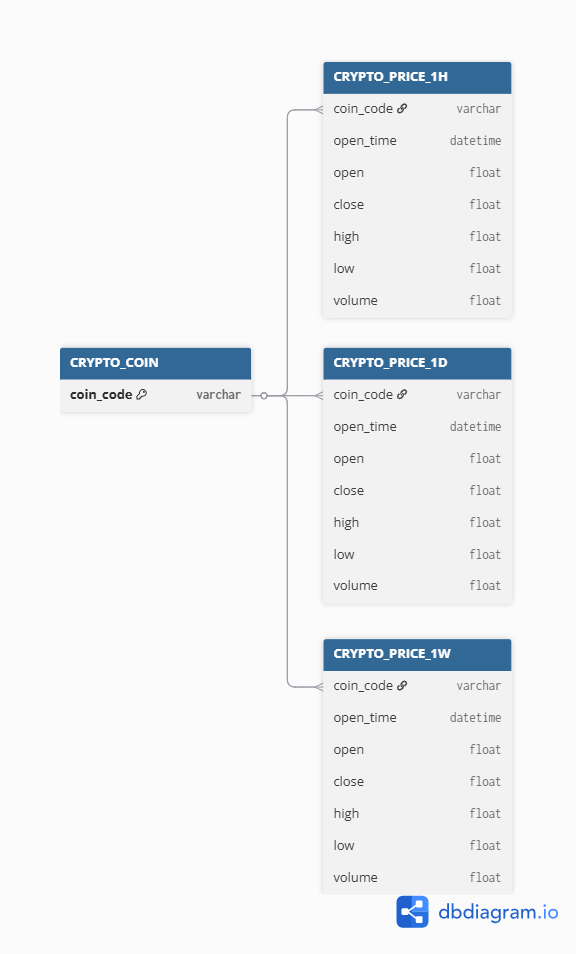 CRYPTO_PRICE_1H
coin_code varchar
open_time datetime
open float
close float
high float
low float
volume float
CRYPTO_COIN
coin_code varchar
CRYPTO_PRICE_1D
coin_code varchar
open_time datetime
open float
close float
high float
low float
volume float
CRYPTO_PRICE_1W
coin_code varchar
open_time datetime
open float
close float
high float
low float
volume float
dbdiagram.io